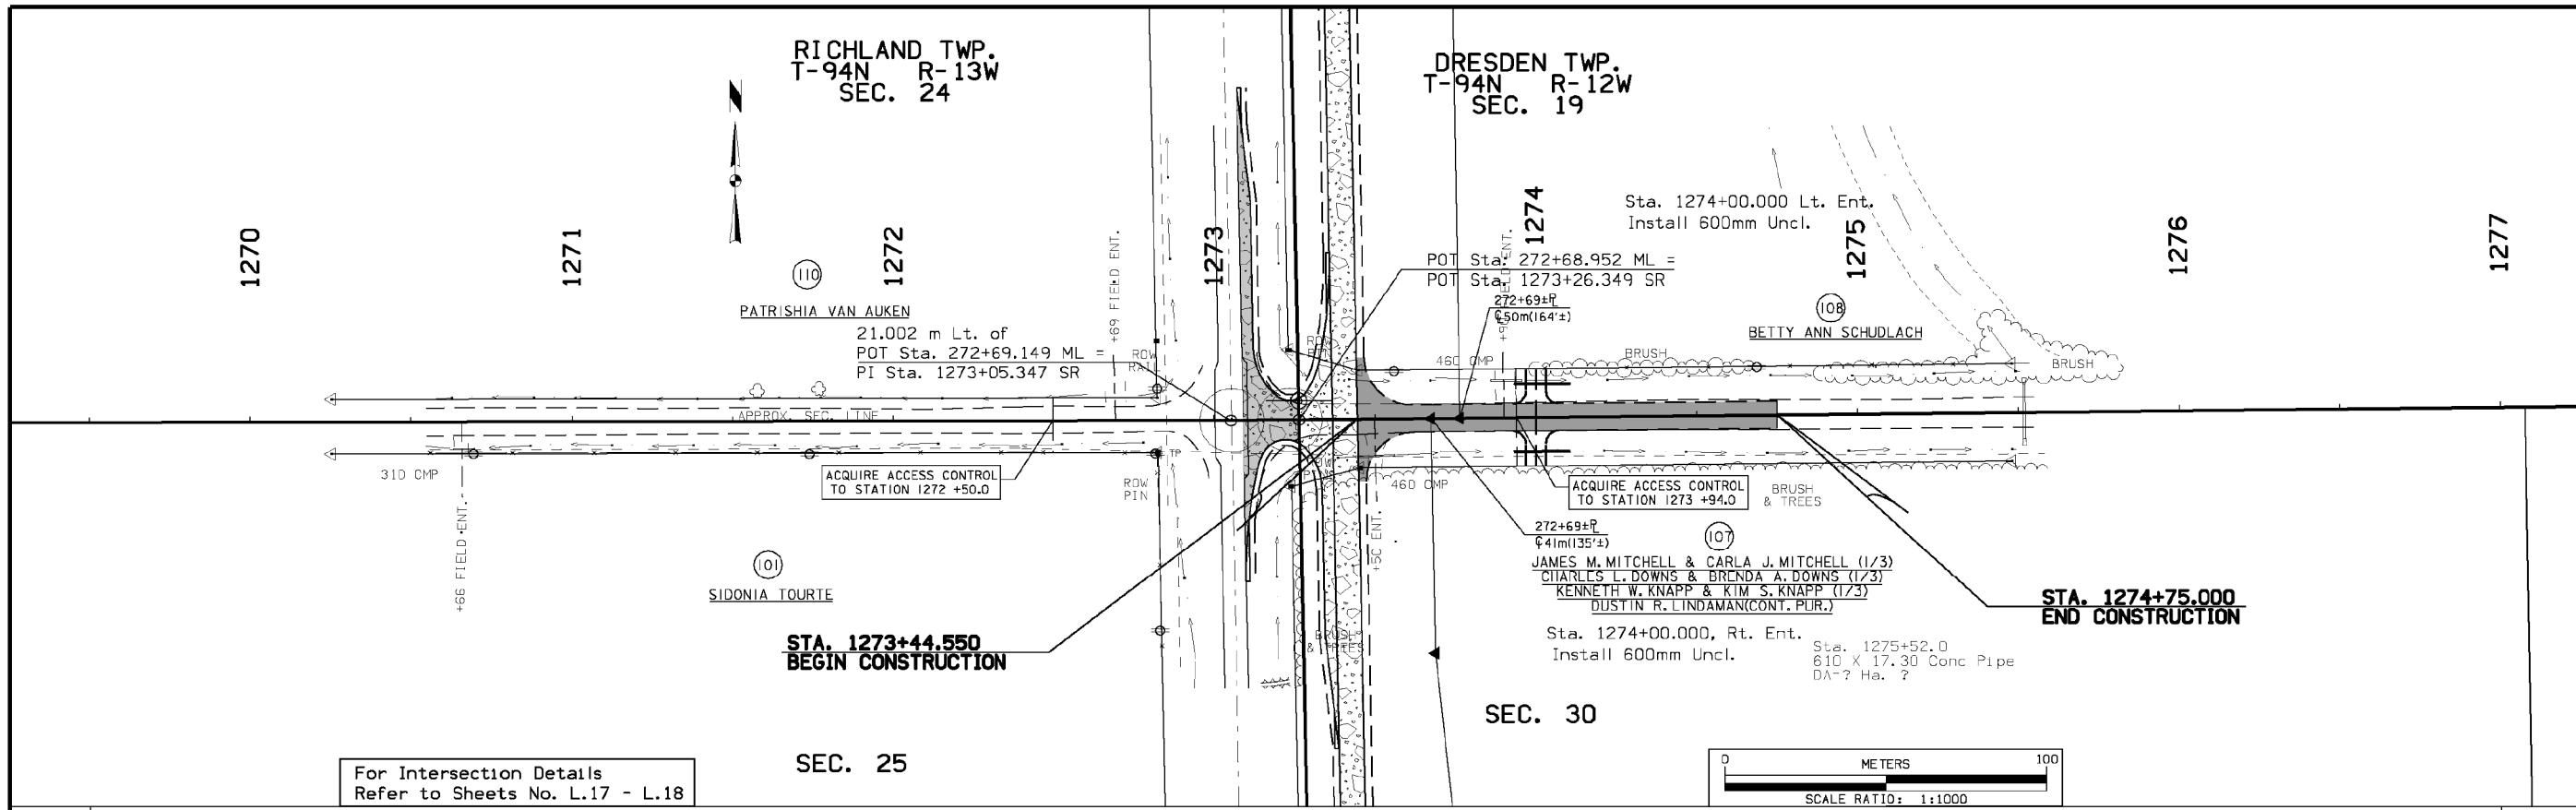 RICHLAND TWP.
T-94N R-13W
SEC. 24
DRESDEN TWP.
T-94N R-12W
SEC. 19
1270
1271
1272
1273
1274
1275
1276
1277
Sta. 1274+00.000 Lt. Ent.
Install 600mm Uncl.
POT Sta. 272+68.952 ML =
POT Sta. 1273+26.349 SR
272+69±PL
₵50m(164'±)
110
PATRISHIA VAN AUKEN
21.002 m Lt. of
POT Sta. 272+69.149 ML =
PI Sta. 1273+05.347 SR
+69 FIELD ENT.
ROW
RAIL
ROW
108
BETTY ANN SCHUDLACH
BRUSH
BRUSH
460 CMP
APPROX. SEC. LINE
310 CMP
ACQUIRE ACCESS CONTROL
TO STATION 1272 +50.0
TP
ROW
PIN
460 CMP
ACQUIRE ACCESS CONTROL
TO STATION 1273 +94.0
BRUSH
& TREES
+66 FIELD ENT.
+50 ENT.
272+69±PL
₵41m(135'±)
107
JAMES M. MITCHELL & CARLA J. MITCHELL (1/3)
CHARLES L. DOWNS & BRENDA A. DOWNS (1/3)
KENNETH W. KNAPP & KIM S. KNAPP (1/3)
DUSTIN R. LINDAMAN(CONT. PUR.)
101
SIDONIA TOURTE
STA. 1274+75.000
END CONSTRUCTION
STA. 1273+44.550
BEGIN CONSTRUCTION
BRUSH
& TREES
Sta. 1274+00.000, Rt. Ent.
Install 600mm Uncl.
Sta. 1275+52.0
610 X 17.30 Conc Pipe
DA=? Ha. ?
SEC. 30
SEC. 25
For Intersection Details
Refer to Sheets No. L.17 - L.18
0 METERS 100
SCALE RATIO: 1:1000